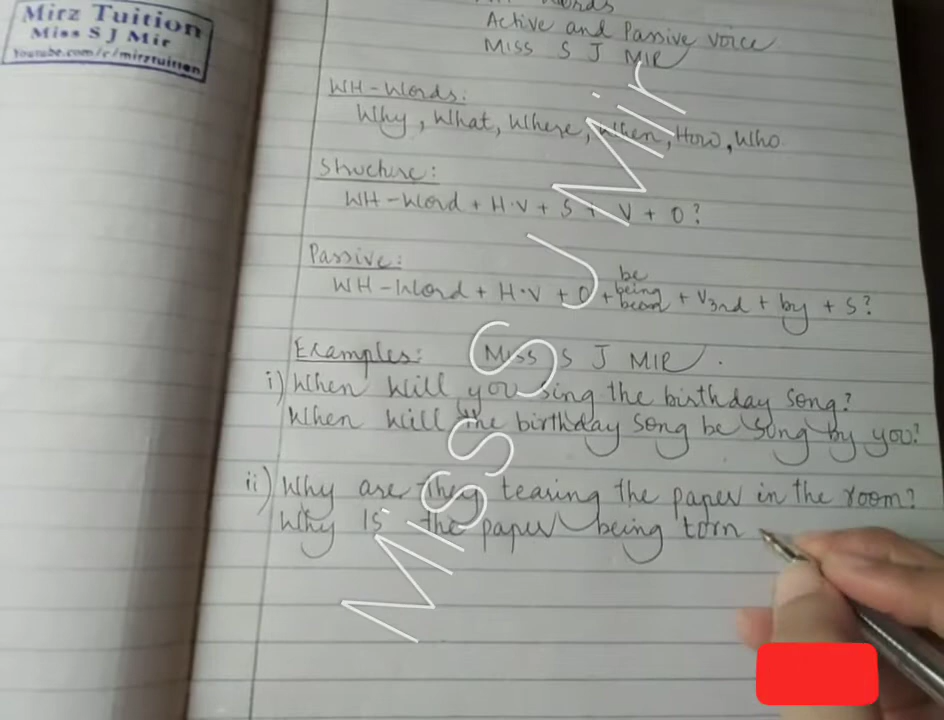 Mirz Tuition
Miss S J Mir
Youtube.com/c/mirztuition
Words
Active and Passive Voice
MISS S J MIR
WH-Words:
Why, What, Where, When, How, Who
Structure:
WH-Word + H.V + S + V + O?
Passive:
WH-Word + H.V + O + be being been + V3rd + by + S?
Examples: Miss S J MIR.
i) When will you sing the birthday song?
When will the birthday song be sung by you?
ii) Why are they tearing the paper in the room?
Why is the paper being torn
Miss S J Mir